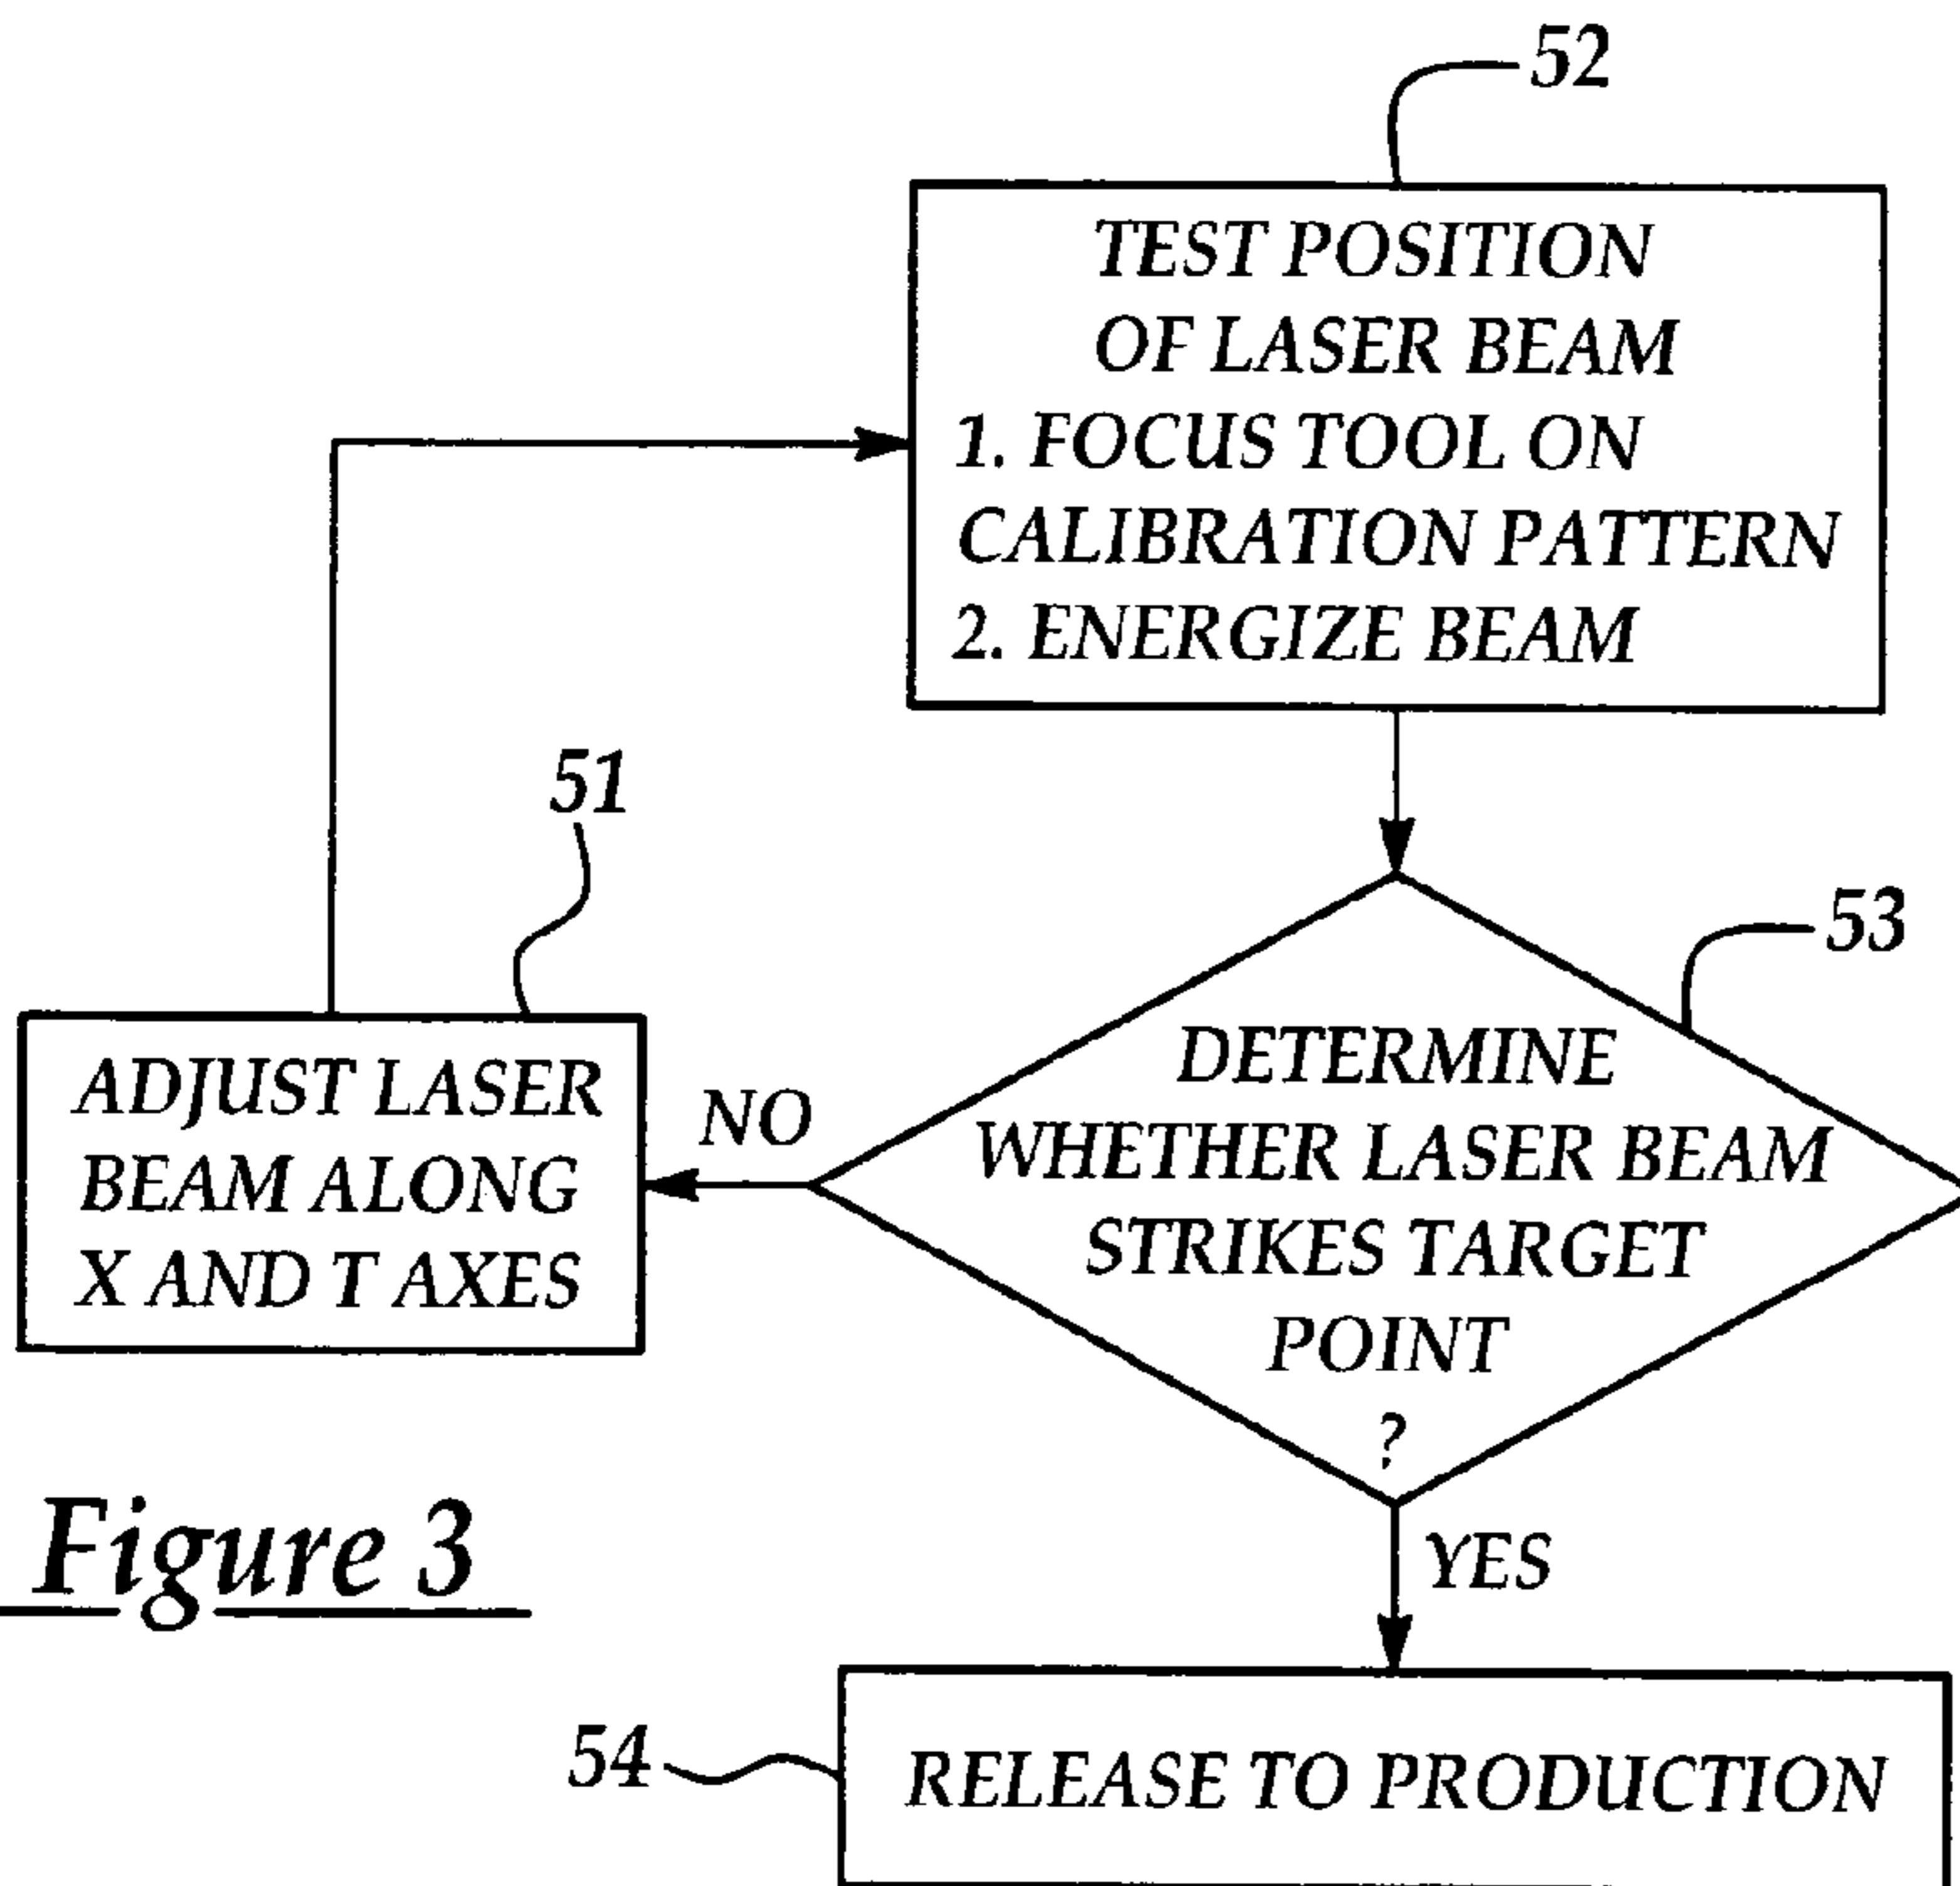 52
TEST POSITION
OF LASER BEAM
1. FOCUS TOOL ON
CALIBRATION PATTERN
2. ENERGIZE BEAM
51
53
ADJUST LASER
BEAM ALONG
X AND T AXES
NO
DETERMINE
WHETHER LASER BEAM
STRIKES TARGET
POINT
?
YES
Figure 3
54
RELEASE TO PRODUCTION